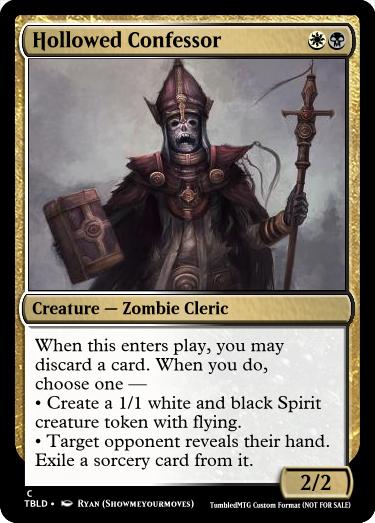 Hollowed Confessor
Creature — Zombie Cleric
When this enters play, you may
discard a card. When you do,
choose one —
• Create a 1/1 white and black Spirit
creature token with flying.
• Target opponent reveals their hand.
Exile a sorcery card from it.
2/2
C
TBLD • Ryan (Showmeyourmoves)
TumbledMTG Custom Format (NOT FOR SALE)